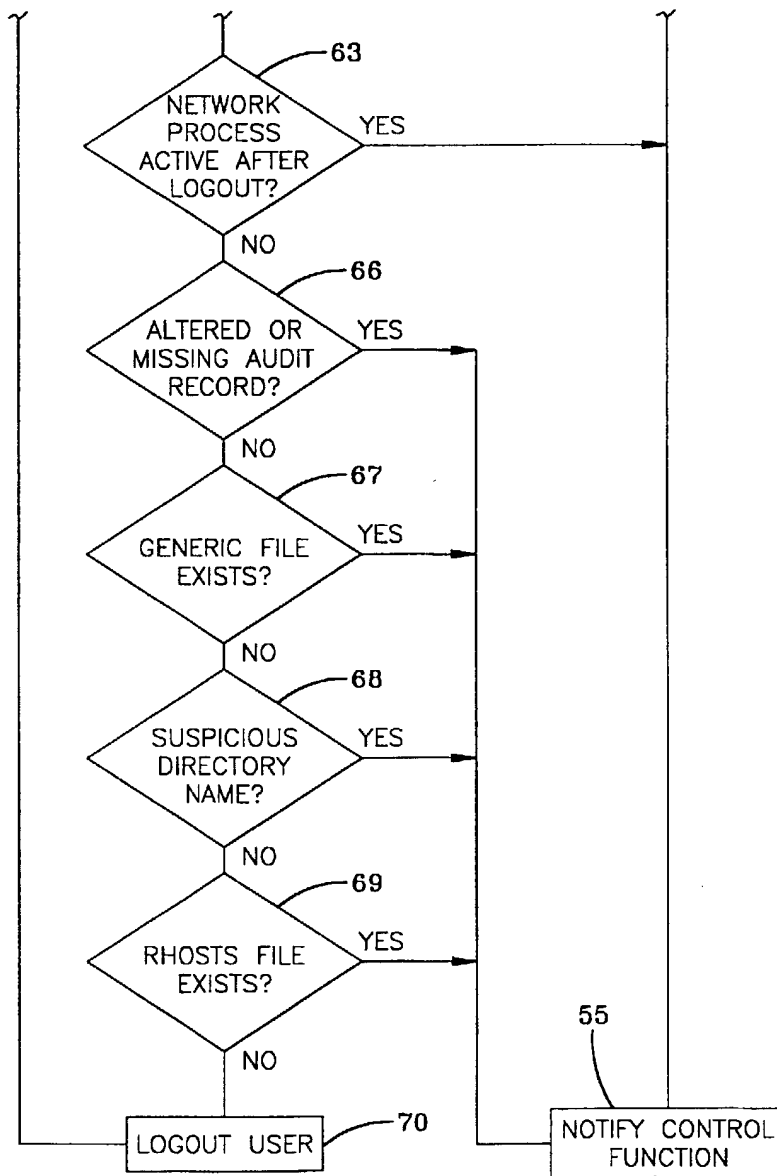 63
NETWORK
PROCESS
ACTIVE AFTER
LOGOUT?
YES
NO
66
ALTERED OR
MISSING AUDIT
RECORD?
YES
NO
67
GENERIC FILE
EXISTS?
YES
NO
68
SUSPICIOUS
DIRECTORY
NAME?
YES
NO
69
RHOSTS FILE
EXISTS?
YES
NO
LOGOUT USER
70
55
NOTIFY CONTROL
FUNCTION